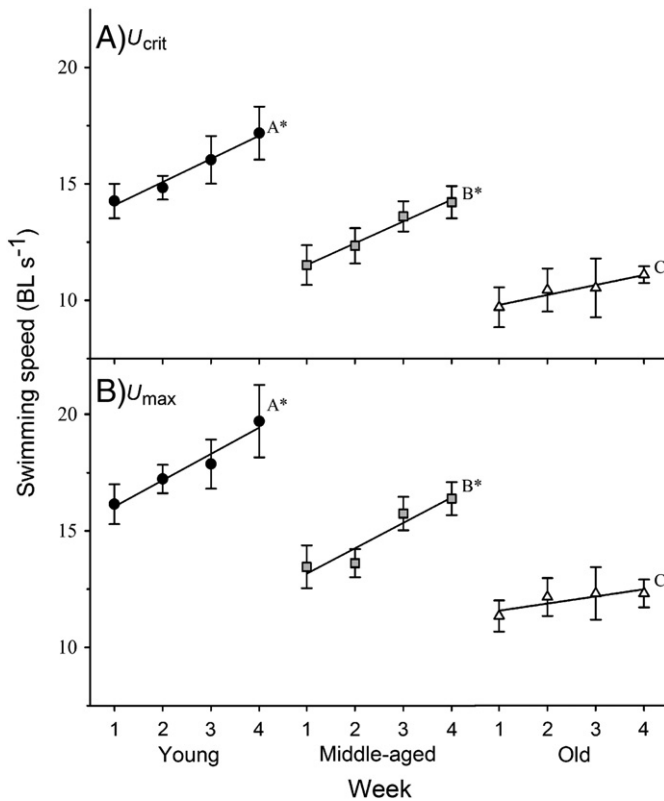 A) Ucrit
20
15
10
A*
B*
C
B) Umax
20
15
10
A*
B*
C
Swimming speed (BL s-1)
1 2 3 4 1 2 3 4 1 2 3 4
Young Middle-aged Old
Week